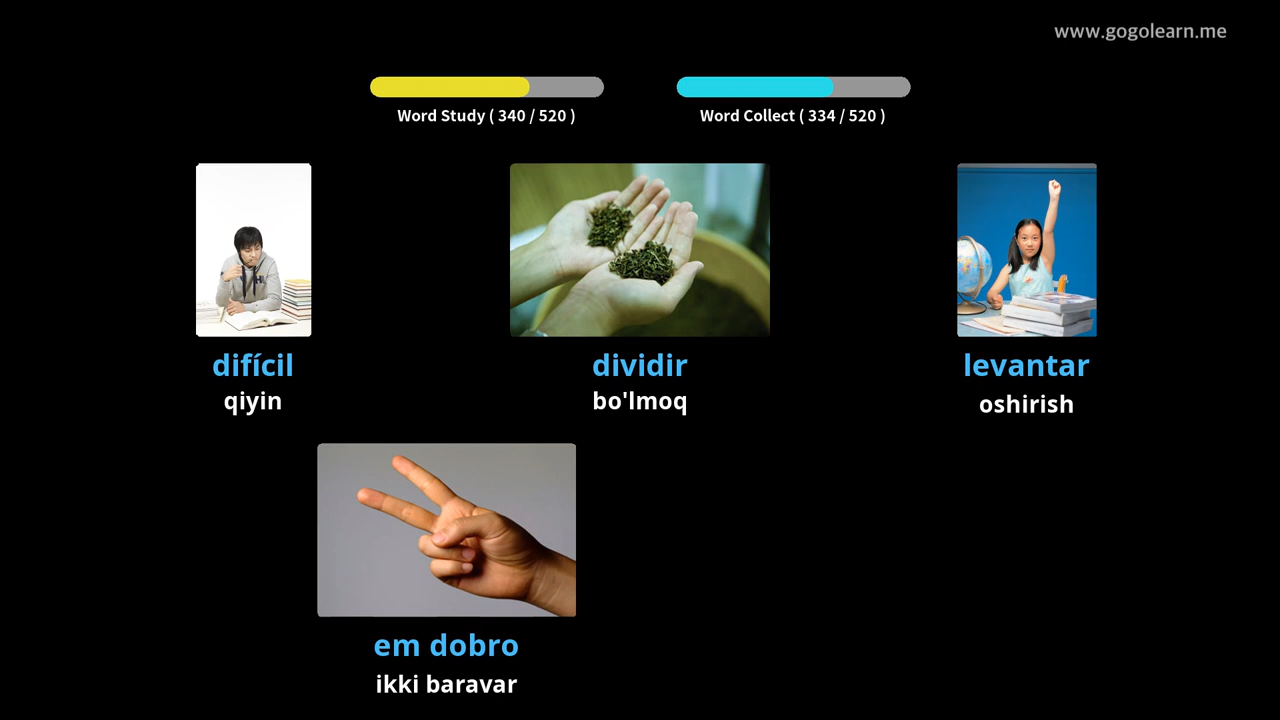 www.gogolearn.me
Word Study ( 340 / 520 )
Word Collect ( 334 / 520 )
difícil
qiyin
dividir
bo'lmoq
levantar
oshirish
em dobro
ikki baravar